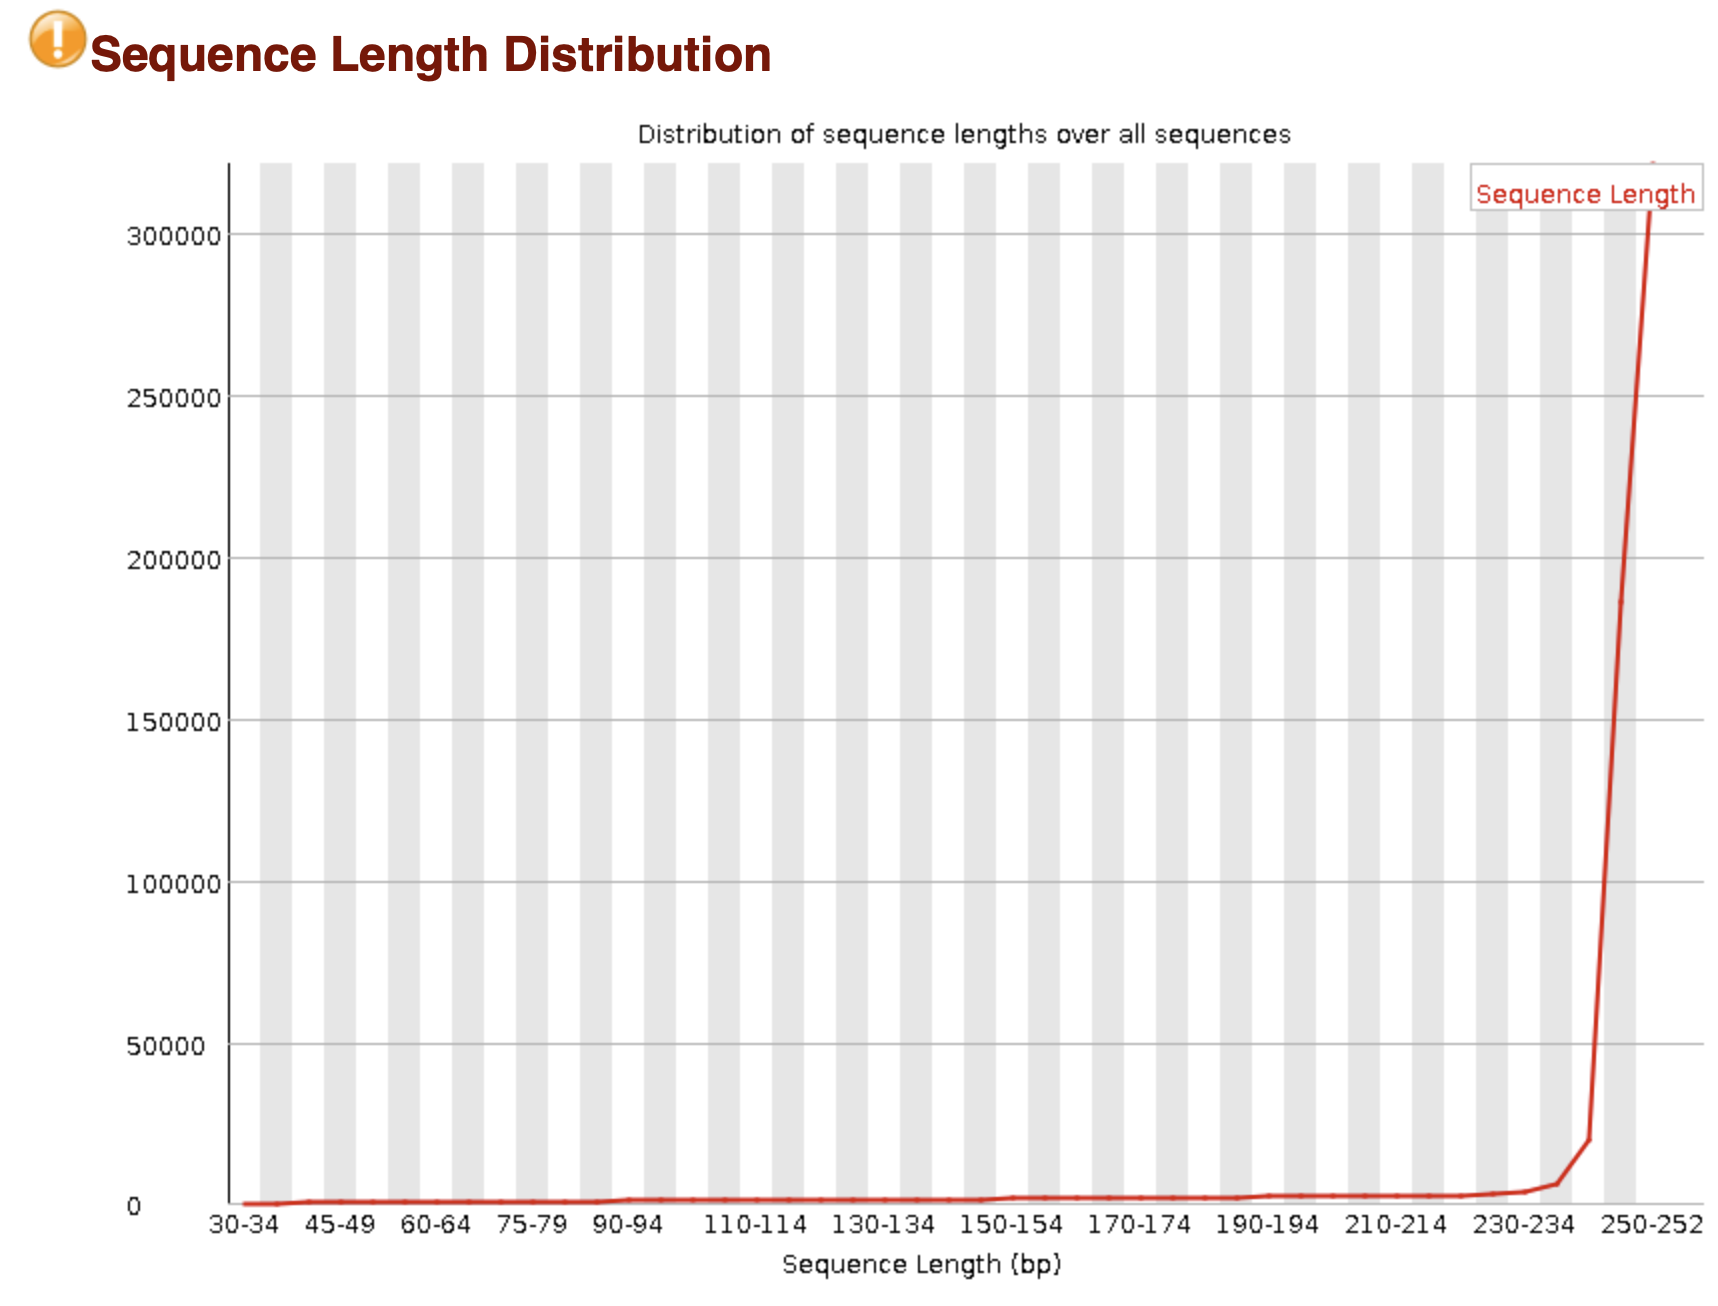 Sequence Length Distribution
Distribution of sequence lengths over all sequences
Sequence Length
300000
250000
200000
150000
100000
50000
0
30-34 45-49 60-64 75-79 90-94 110-114 130-134 150-154 170-174 190-194 210-214 230-234 250-252
Sequence Length (bp)